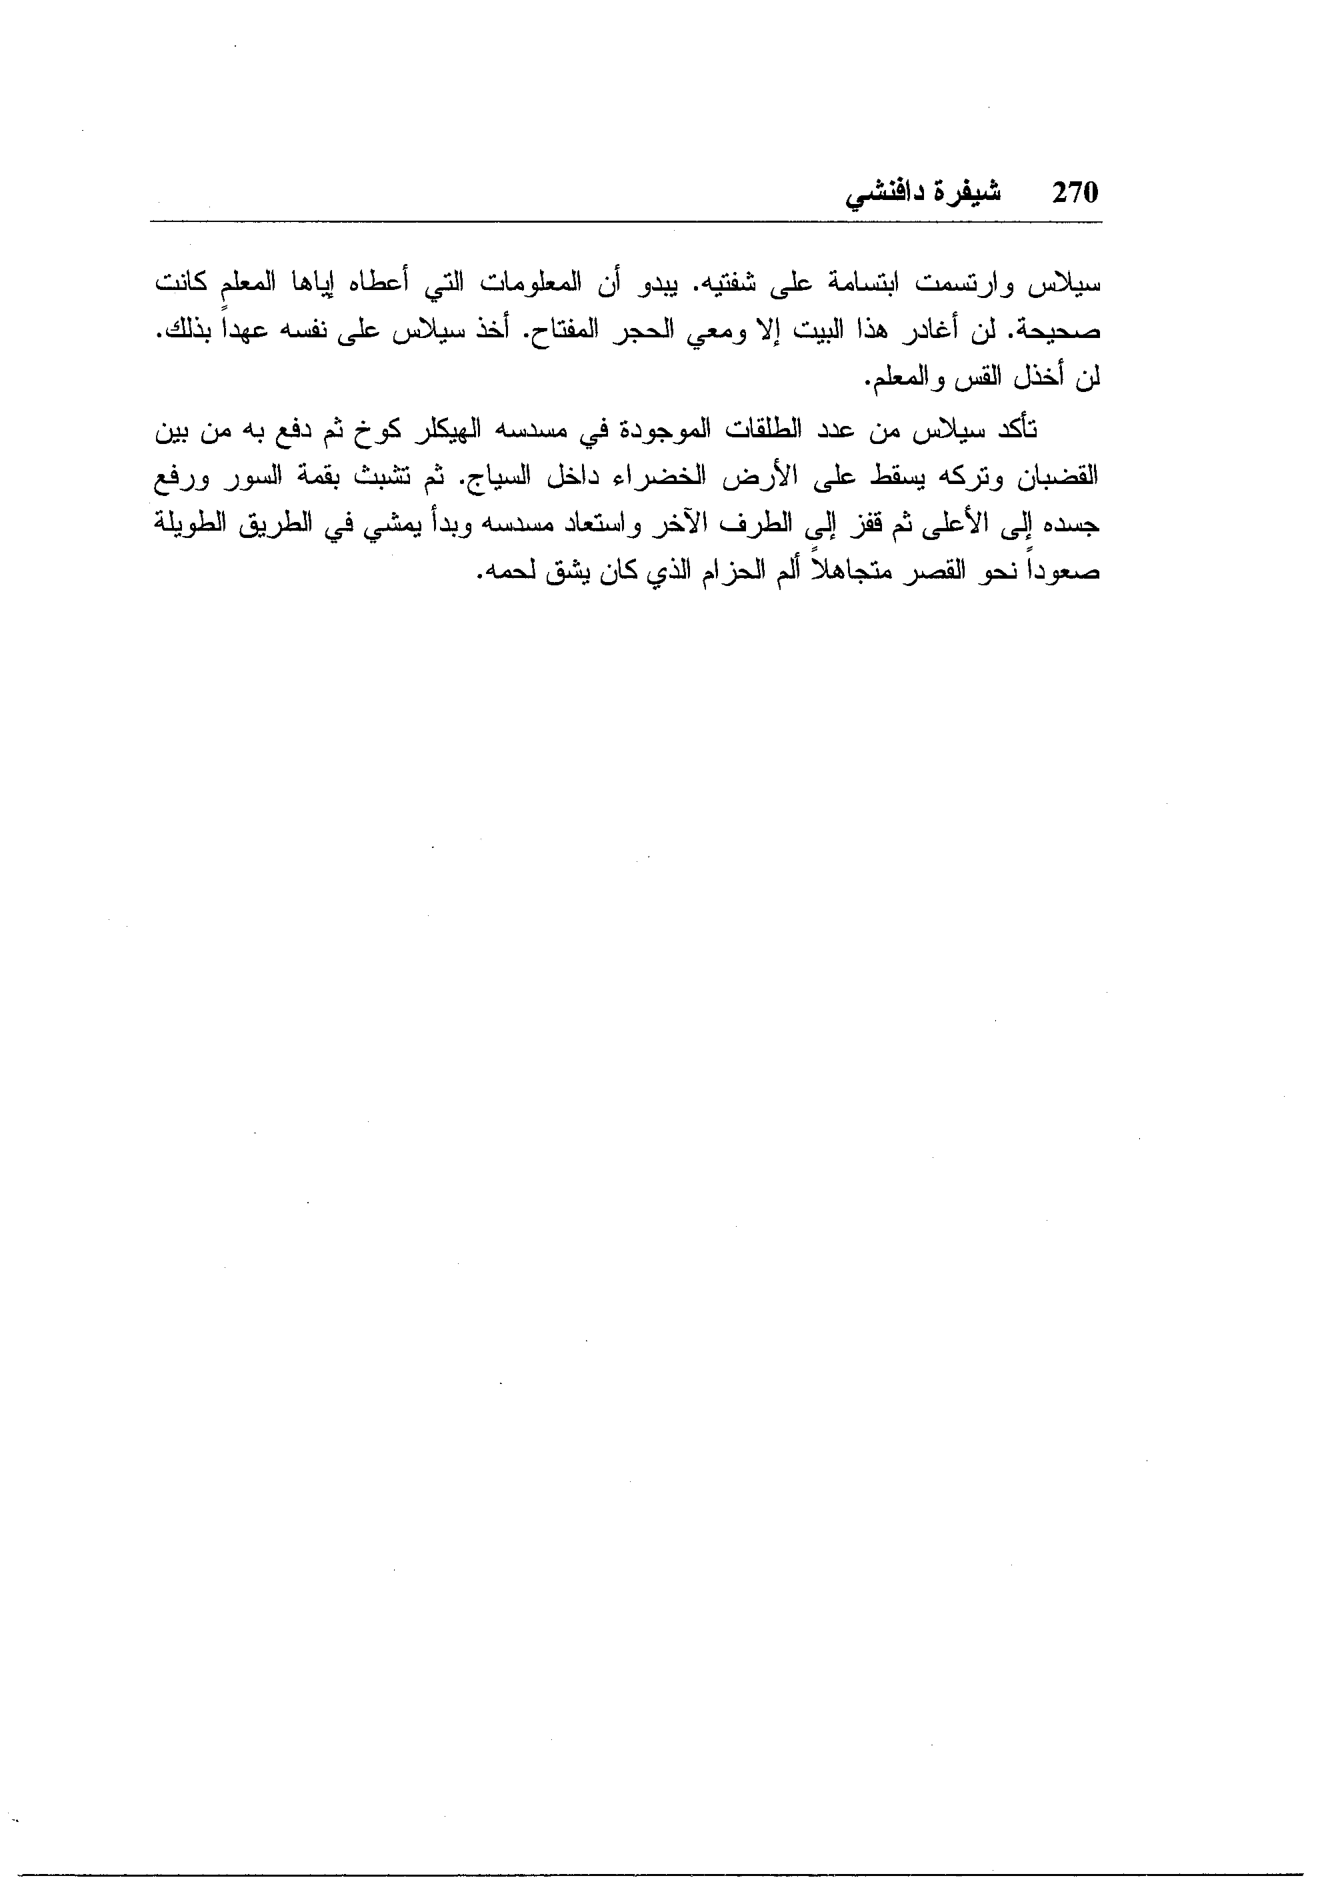 270 شيفرة دافنشي
سيلاس وارتسمت ابتسامة على شفتيه. يبدو أن المعلومات التي أعطاه إياها المعلم كانت
صحيحة. لن أغادر هذا البيت إلا ومعي الحجر المفتاح. أخذ سيلاس على نفسه عهداً بذلك.
لن أخذل القس والمعلم.
تأكد سيلاس من عدد الطلقات الموجودة في مسدسه الهيكلر كوخ ثم دفع به من بين
القضبان وتركه يسقط على الأرض الخضراء داخل السياج. ثم تشبث بقمة السور ورفع
جسده إلى الأعلى ثم قفز إلى الطرف الآخر واستعاد مسدسه وبدأ يمشي في الطريق الطويلة
صعوداً نحو القصر متجاهلاً ألم الحزام الذي كان يشق لحمه.